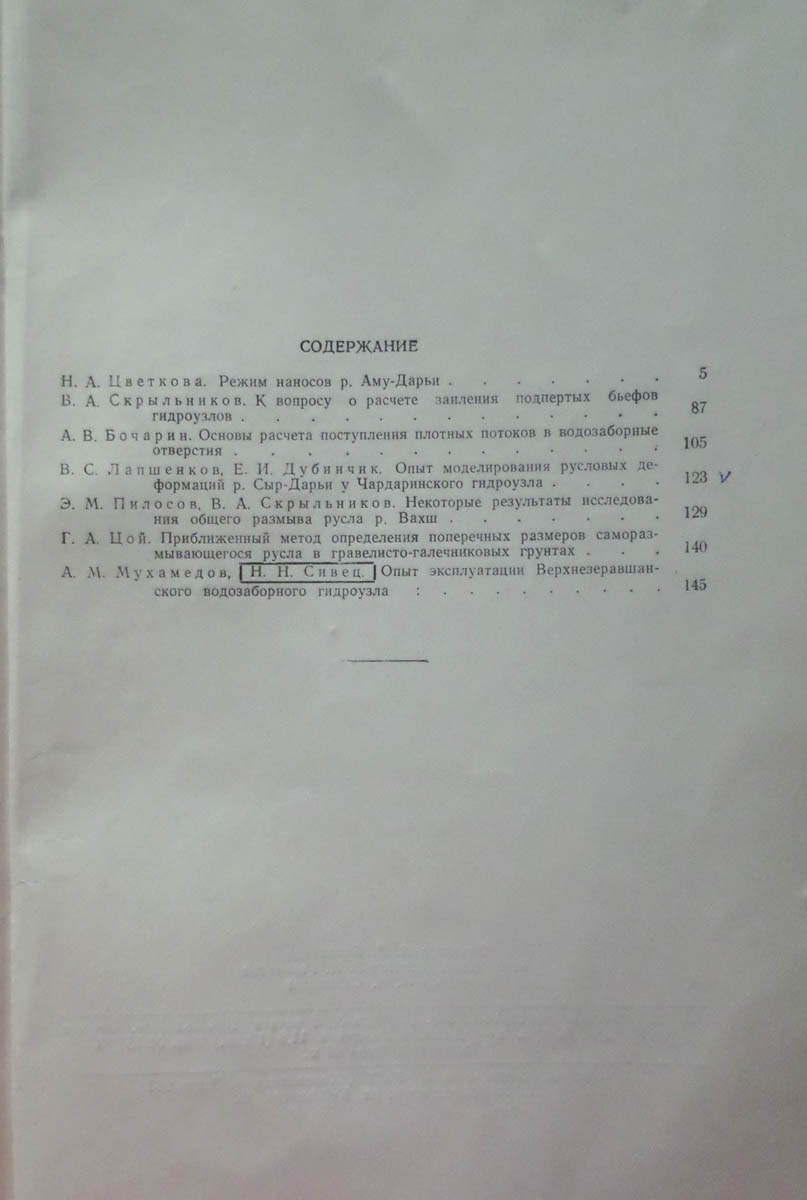 СОДЕРЖАНИЕ
Н. А. Цветкова. Режим наносов р. Аму-Дарьи . . . . . . . 5
В. А. Скрыльников. К вопросу о расчете заиления подпертых бьефов
гидроузлов . . . . . . . . . . . . . 87
А. В. Бочарин. Основы расчета поступления плотных потоков в водозаборные
отверстия . . . . . . . . . . . . . 105
В. С. Лапшенков, Е. И. Дубинчик. Опыт моделирования русловых де-
формаций р. Сыр-Дарьи у Чардаринского гидроузла . . . . 123 V
Э. М. Пилосов, В. А. Скрыльников. Некоторые результаты исследова-
ния общего размыва русла р. Вахш . . . . . . . 129
Г. А. Цой. Приближенный метод определения поперечных размеров самораз-
мывающегося русла в гравелисто-галечниковых грунтах . . . 140
А. М. Мухамедов, Н. Н. Сивец. Опыт эксплуатации Верхнезеравшан-
ского водозаборного гидроузла : . . . . . . . . . 145